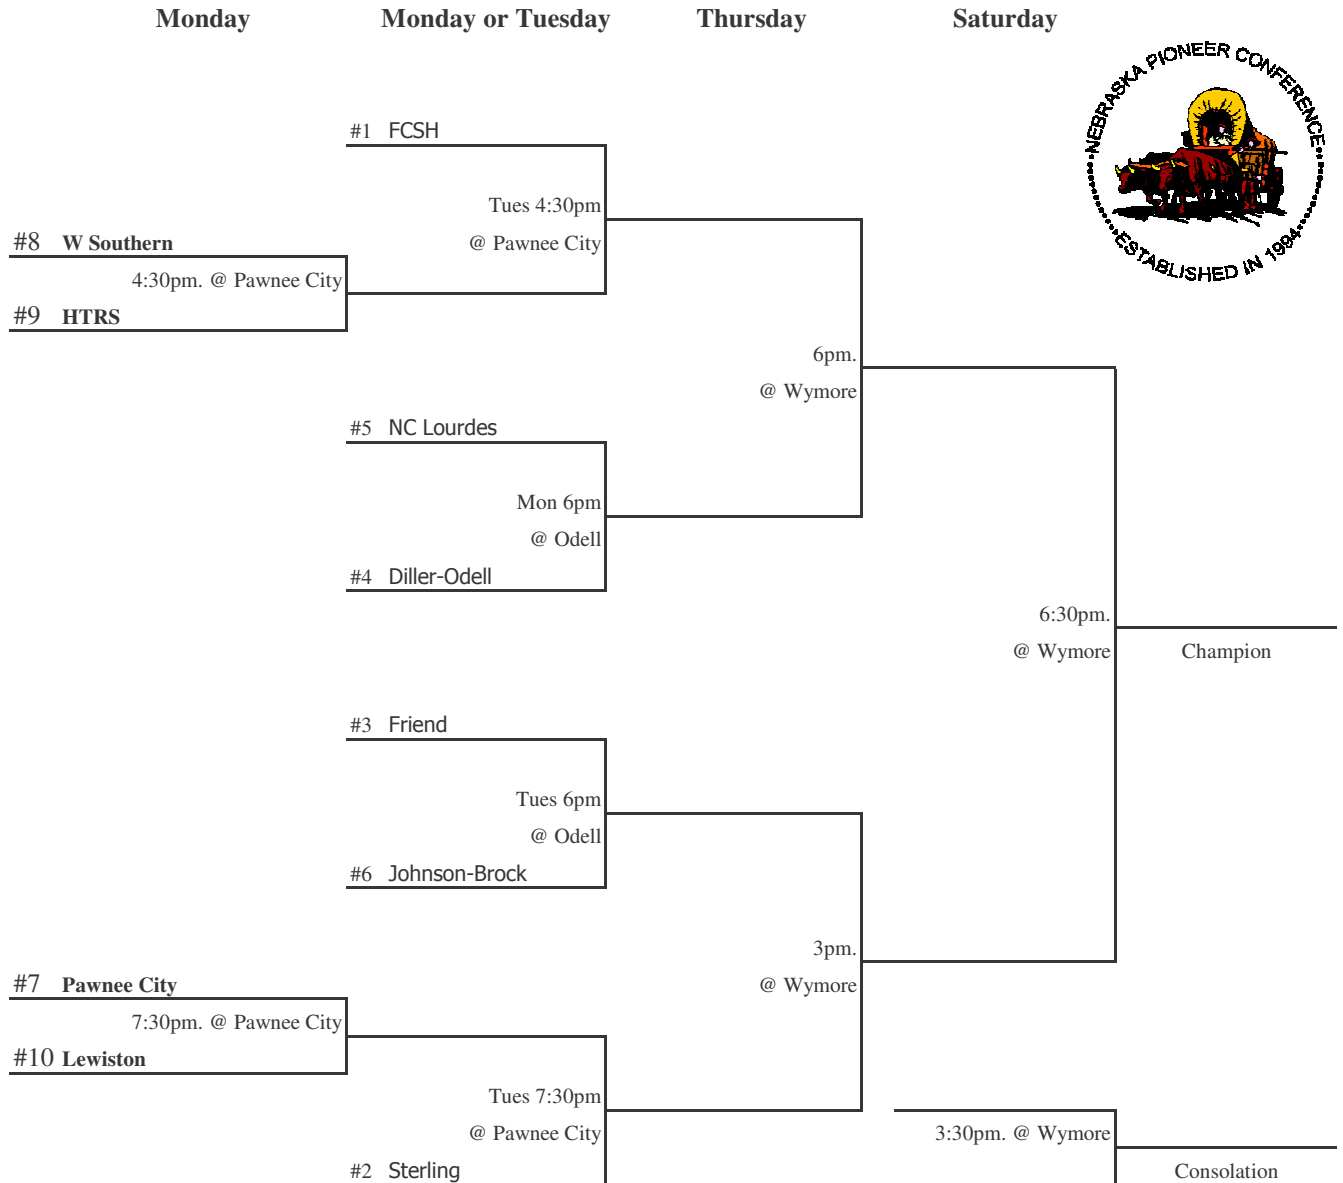 Monday Monday or Tuesday Thursday Saturday
NEBRASKA PIONEER CONFERENCE
ESTABLISHED IN 1994
#1 FCSH
Tues 4:30pm
@ Pawnee City
#8 W Southern
4:30pm. @ Pawnee City
#9 HTRS
6pm.
@ Wymore
#5 NC Lourdes
Mon 6pm
@ Odell
#4 Diller-Odell
6:30pm.
@ Wymore
Champion
#3 Friend
Tues 6pm
@ Odell
#6 Johnson-Brock
3pm.
@ Wymore
#7 Pawnee City
7:30pm. @ Pawnee City
#10 Lewiston
Tues 7:30pm
@ Pawnee City
3:30pm. @ Wymore
#2 Sterling
Consolation